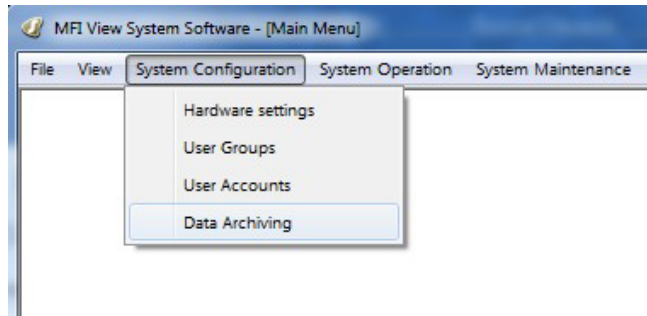 MFI View System Software - [Main Menu]
File View System Configuration System Operation System Maintenance
Hardware settings
User Groups
User Accounts
Data Archiving